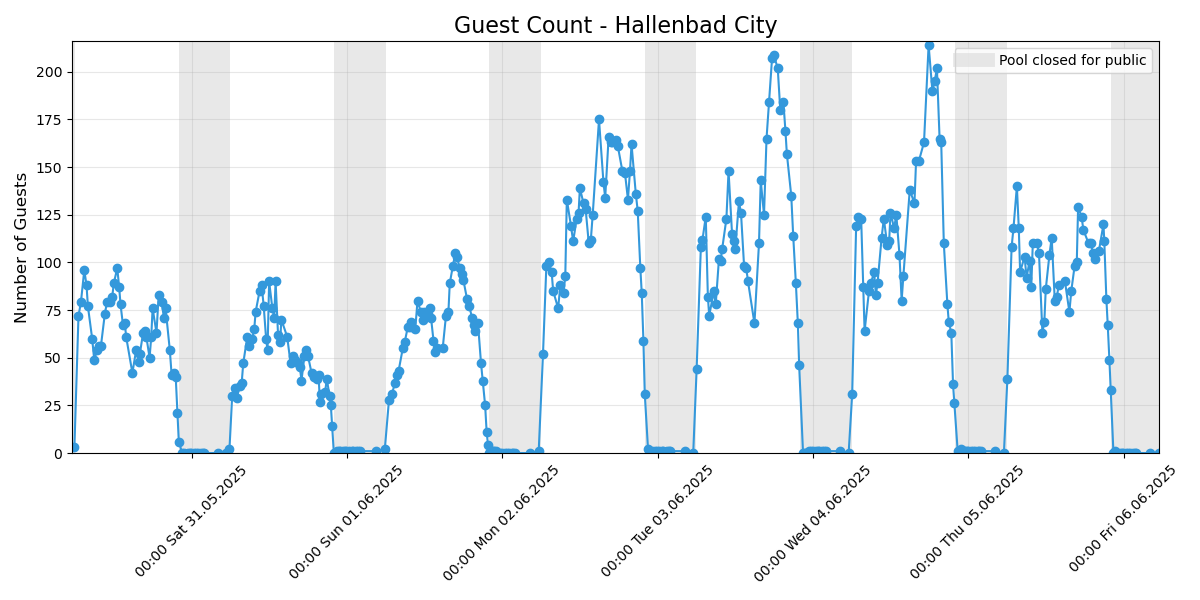 Guest Count - Hallenbad City
Pool closed for public
Number of Guests
200
175
150
125
100
75
50
25
0
00:00 Sat 31.05.2025
00:00 Sun 01.06.2025
00:00 Mon 02.06.2025
00:00 Tue 03.06.2025
00:00 Wed 04.06.2025
00:00 Thu 05.06.2025
00:00 Fri 06.06.2025